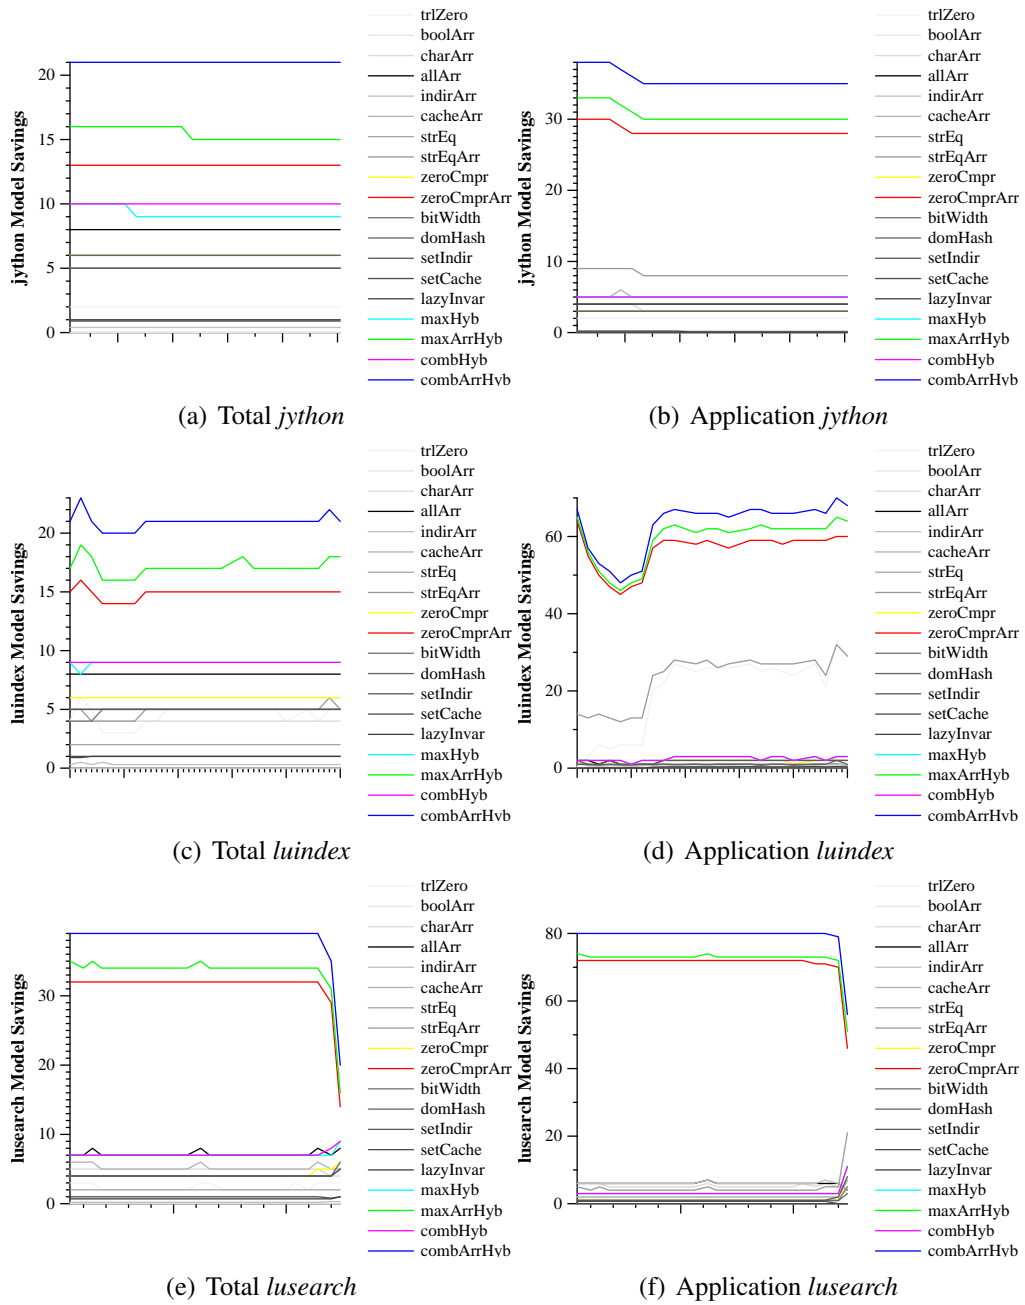 jython Model Savings
20
15
10
5
0
trlZero
boolArr
charArr
allArr
indirArr
cacheArr
strEq
strEqArr
zeroCmpr
zeroCmprArr
bitWidth
domHash
setIndir
setCache
lazyInvar
maxHyb
maxArrHyb
combHyb
combArrHyb
(a) Total jython
jython Model Savings
30
20
10
0
trlZero
boolArr
charArr
allArr
indirArr
cacheArr
strEq
strEqArr
zeroCmpr
zeroCmprArr
bitWidth
domHash
setIndir
setCache
lazyInvar
maxHyb
maxArrHyb
combHyb
combArrHyb
(b) Application jython
luindex Model Savings
20
15
10
5
0
trlZero
boolArr
charArr
allArr
indirArr
cacheArr
strEq
strEqArr
zeroCmpr
zeroCmprArr
bitWidth
domHash
setIndir
setCache
lazyInvar
maxHyb
maxArrHyb
combHyb
combArrHyb
(c) Total luindex
luindex Model Savings
60
40
20
0
trlZero
boolArr
charArr
allArr
indirArr
cacheArr
strEq
strEqArr
zeroCmpr
zeroCmprArr
bitWidth
domHash
setIndir
setCache
lazyInvar
maxHyb
maxArrHyb
combHyb
combArrHyb
(d) Application luindex
lusearch Model Savings
30
20
10
0
trlZero
boolArr
charArr
allArr
indirArr
cacheArr
strEq
strEqArr
zeroCmpr
zeroCmprArr
bitWidth
domHash
setIndir
setCache
lazyInvar
maxHyb
maxArrHyb
combHyb
combArrHyb
(e) Total lusearch
lusearch Model Savings
80
60
40
20
0
trlZero
boolArr
charArr
allArr
indirArr
cacheArr
strEq
strEqArr
zeroCmpr
zeroCmprArr
bitWidth
domHash
setIndir
setCache
lazyInvar
maxHyb
maxArrHyb
combHyb
combArrHyb
(f) Application lusearch